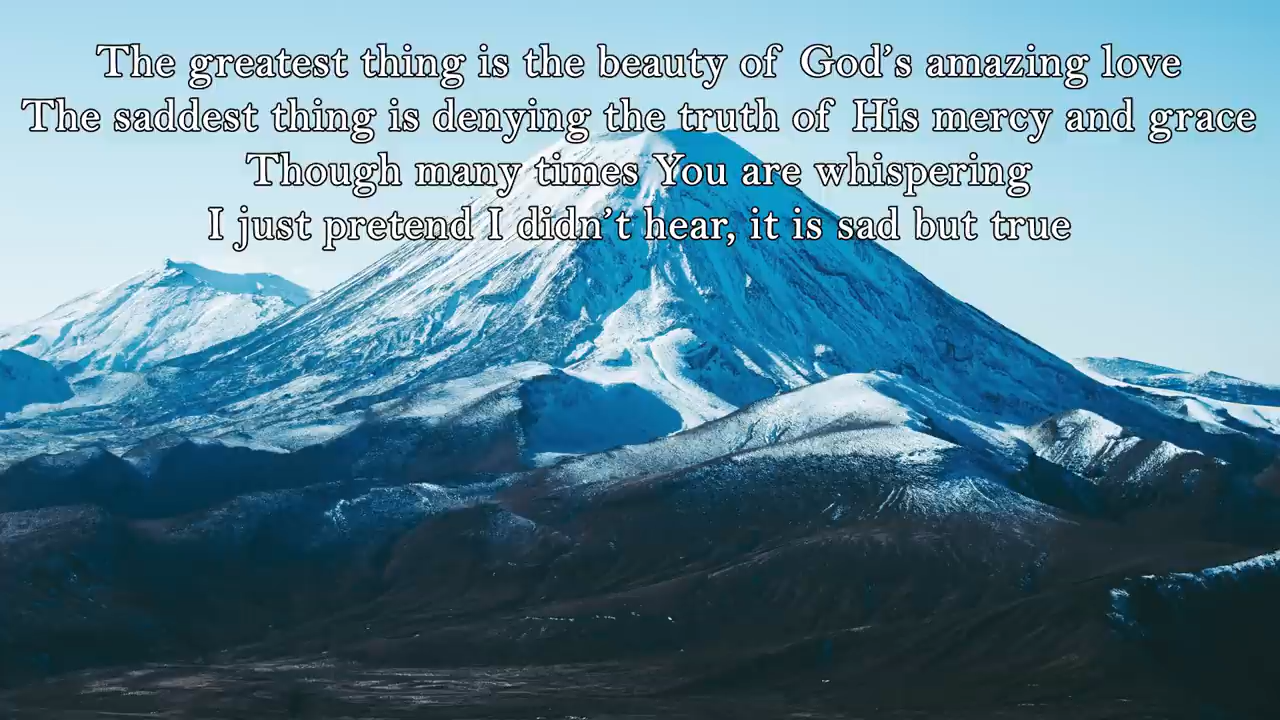 The greatest thing is the beauty of God’s amazing love
The saddest thing is denying the truth of His mercy and grace
Though many times You are whispering
I just pretend I didn’t hear, it is sad but true